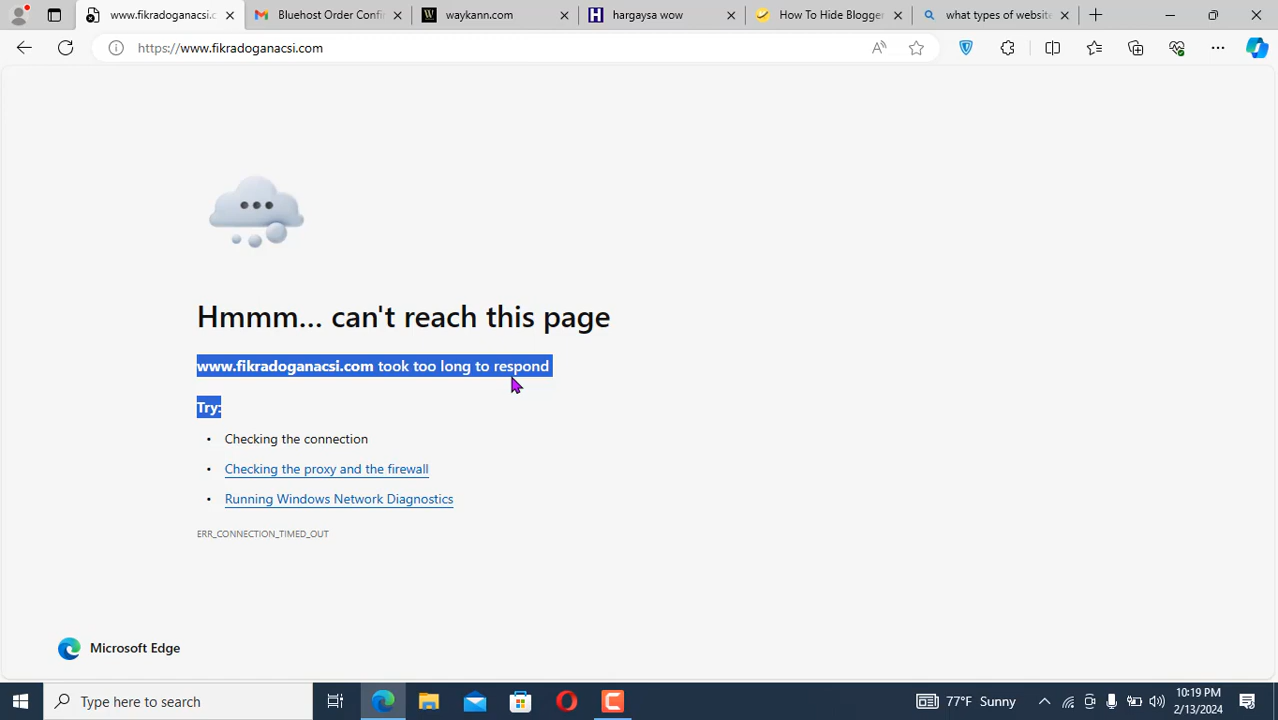 www.fikradoganacsi.c
Bluehost Order Confir
waykann.com
hargaysa wow
How To Hide Blogger
what types of website
https://www.fikradoganacsi.com
Hmmm... can't reach this page
www.fikradoganacsi.com took too long to respond
Try:
• Checking the connection
• Checking the proxy and the firewall
• Running Windows Network Diagnostics
ERR_CONNECTION_TIMED_OUT
Microsoft Edge
Type here to search
77°F Sunny
10:19 PM
2/13/2024